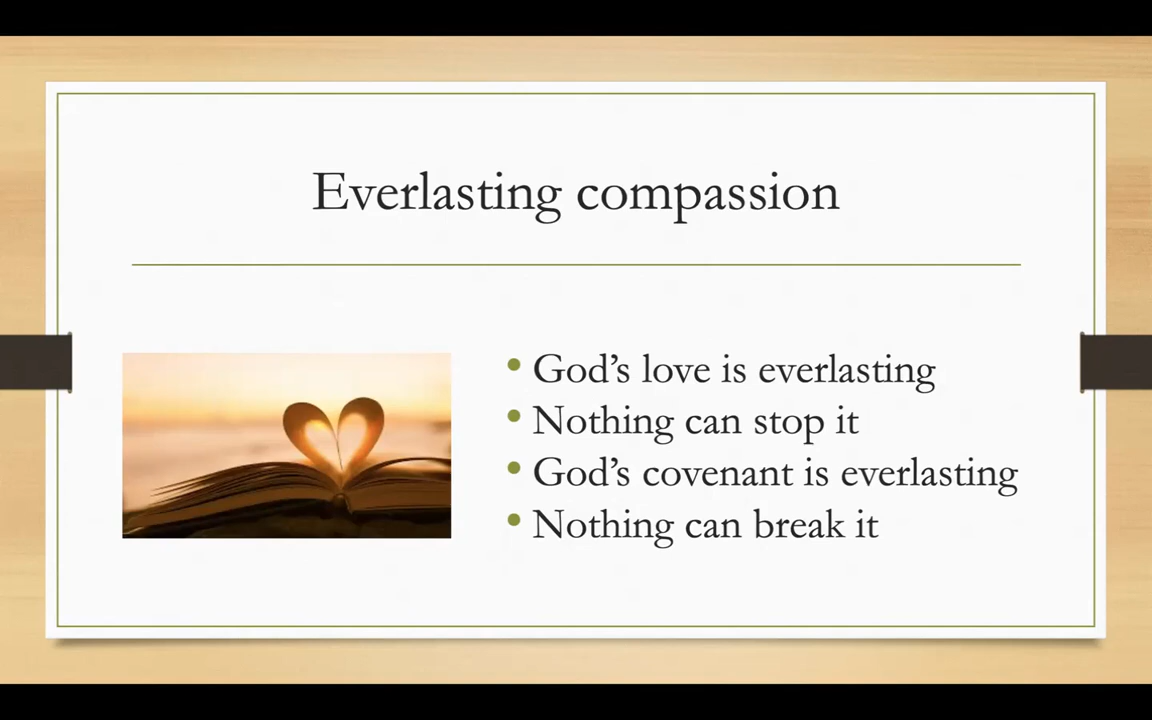 Everlasting compassion
• God’s love is everlasting
• Nothing can stop it
• God’s covenant is everlasting
• Nothing can break it